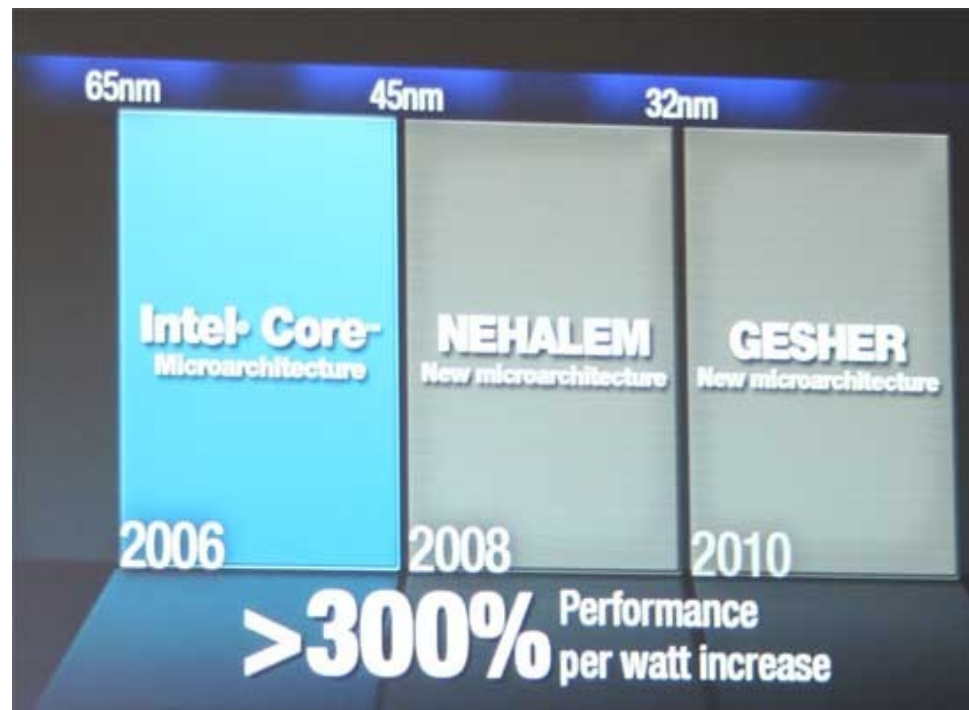 65nm
45nm
32nm
Intel® Core™
Microarchitecture
NEHALEM
New microarchitecture
GESHER
New microarchitecture
2006
2008
2010
>300%
Performance
per watt increase